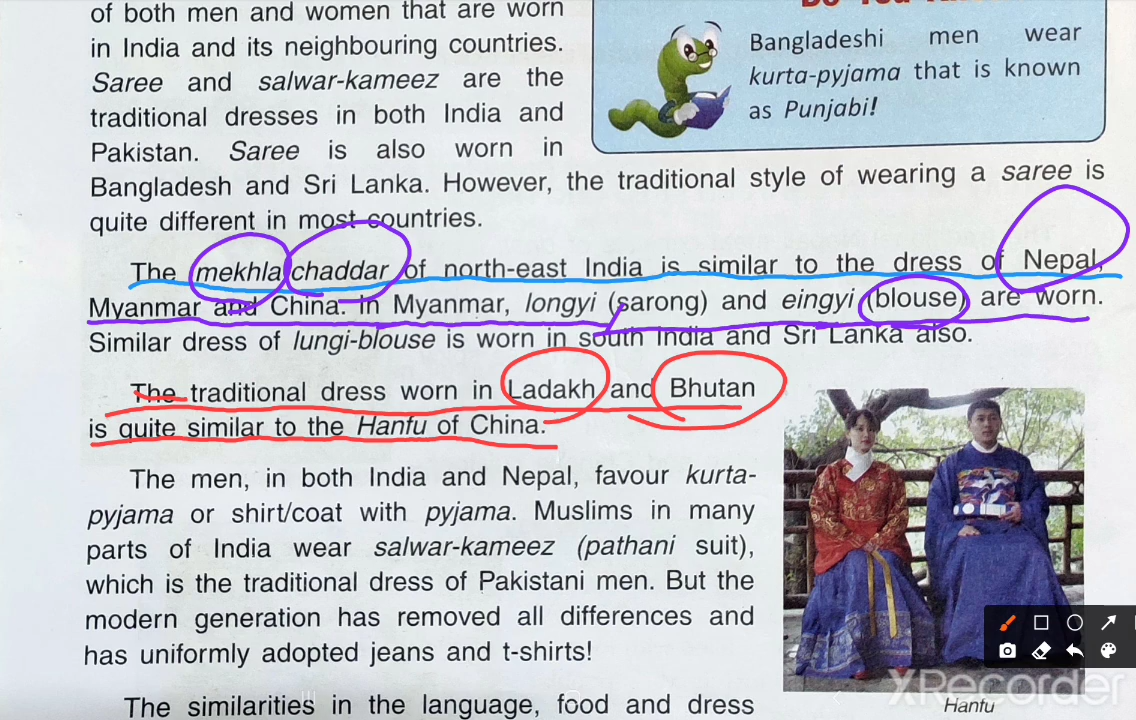 of both men and women that are worn
in India and its neighbouring countries.
Saree and salwar-kameez are the
traditional dresses in both India and
Pakistan. Saree is also worn in
Bangladesh and Sri Lanka. However, the traditional style of wearing a saree is
quite different in most countries.
Bangladeshi men wear
kurta-pyjama that is known
as Punjabi!
The mekhla chaddar of north-east India is similar to the dress of Nepal,
Myanmar and China. In Myanmar, longyi (sarong) and eingyi (blouse) are worn.
Similar dress of lungi-blouse is worn in south India and Sri Lanka also.
The traditional dress worn in Ladakh and Bhutan
is quite similar to the Hanfu of China.
The men, in both India and Nepal, favour kurta-
pyjama or shirt/coat with pyjama. Muslims in many
parts of India wear salwar-kameez (pathani suit),
which is the traditional dress of Pakistani men. But the
modern generation has removed all differences and
has uniformly adopted jeans and t-shirts!
The similarities in the language, food and dress
Hanfu
XRecorder